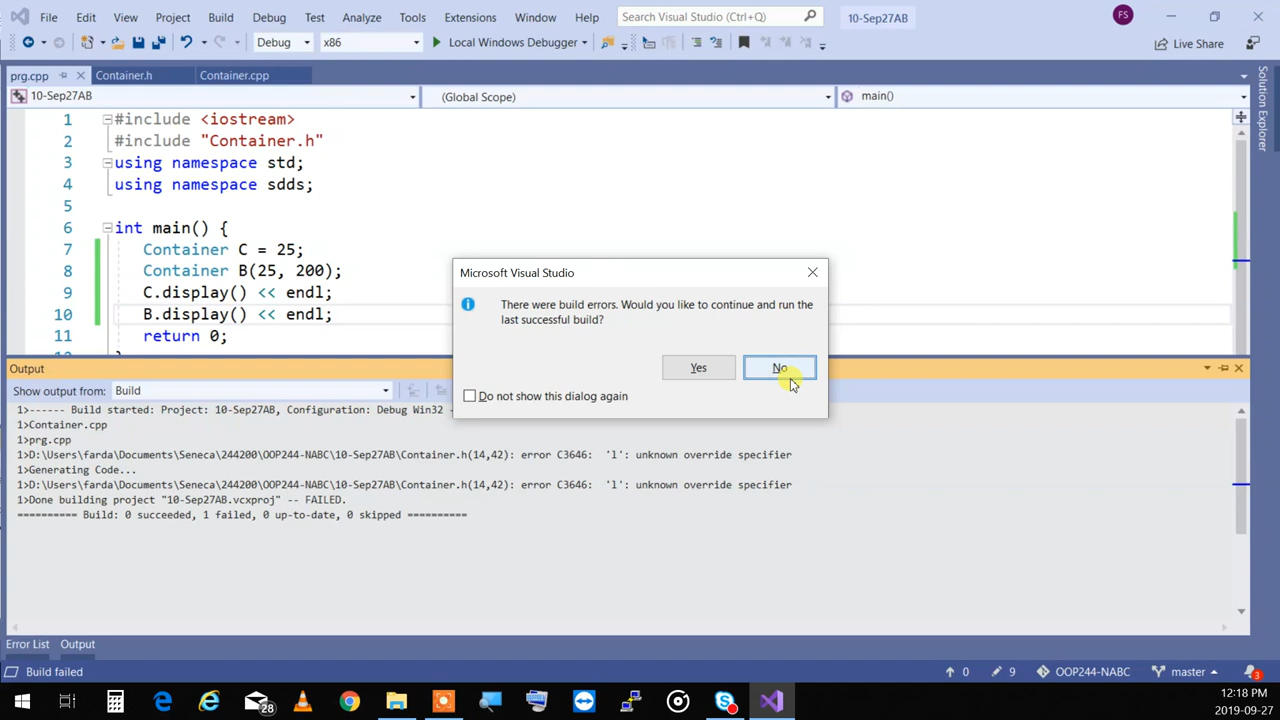 File Edit View Project Build Debug Test Analyze Tools Extensions Window Help Search Visual Studio (Ctrl+Q) 10-Sep27AB FS
Debug x86 Local Windows Debugger Live Share
prg.cpp Container.h Container.cpp
10-Sep27AB (Global Scope) main()
Solution Explorer
1 #include <iostream>
2 #include "Container.h"
3 using namespace std;
4 using namespace sdds;
5
6 int main() {
7 Container C = 25;
8 Container B(25, 200);
9 C.display() << endl;
10 B.display() << endl;
11 return 0;
Microsoft Visual Studio
There were build errors. Would you like to continue and run the
last successful build?
Yes No
Do not show this dialog again
Output
Show output from: Build
1>------ Build started: Project: 10-Sep27AB, Configuration: Debug Win32 -
1>Container.cpp
1>prg.cpp
1>D:\Users\farda\Documents\Seneca\244200\OOP244-NABC\10-Sep27AB\Container.h(14,42): error C3646: 'l': unknown override specifier
1>Generating Code...
1>D:\Users\farda\Documents\Seneca\244200\OOP244-NABC\10-Sep27AB\Container.h(14,42): error C3646: 'l': unknown override specifier
1>Done building project "10-Sep27AB.vcxproj" -- FAILED.
========== Build: 0 succeeded, 1 failed, 0 up-to-date, 0 skipped ==========
Error List Output
Build failed 0 9 OOP244-NABC master 3
28
12:18 PM
2019-09-27